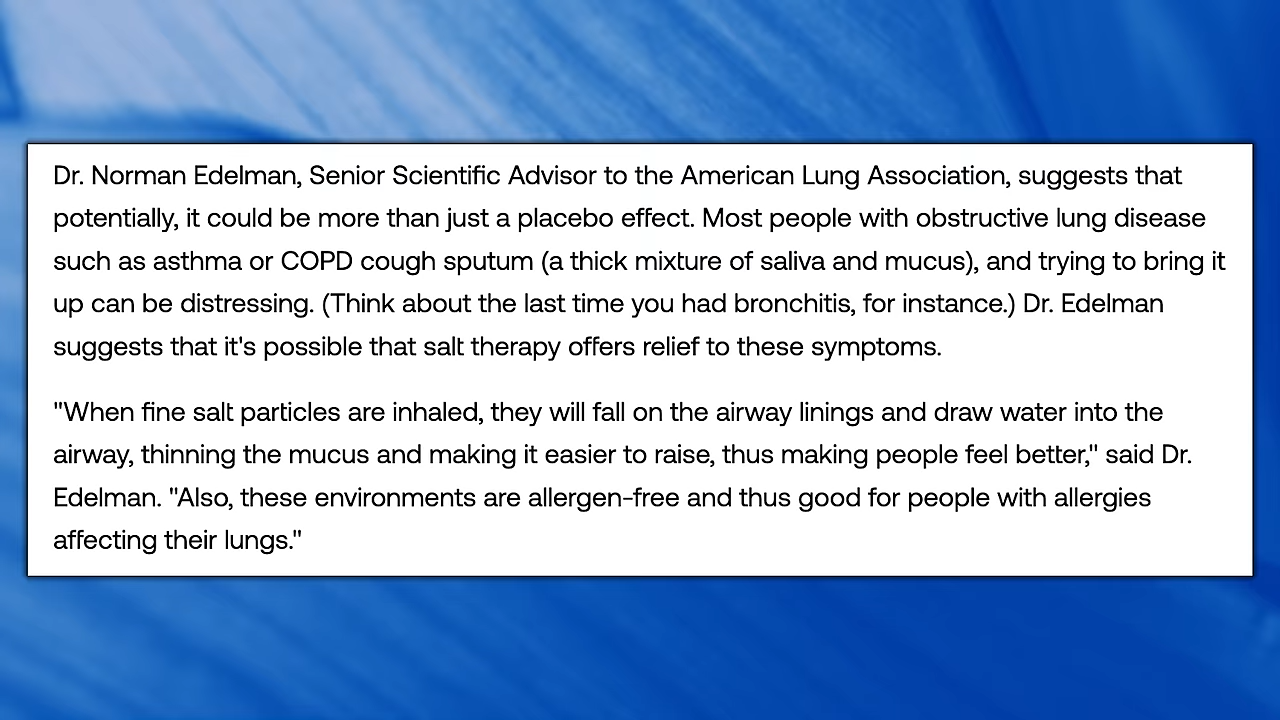 Dr. Norman Edelman, Senior Scientific Advisor to the American Lung Association, suggests that
potentially, it could be more than just a placebo effect. Most people with obstructive lung disease
such as asthma or COPD cough sputum (a thick mixture of saliva and mucus), and trying to bring it
up can be distressing. (Think about the last time you had bronchitis, for instance.) Dr. Edelman
suggests that it's possible that salt therapy offers relief to these symptoms.
"When fine salt particles are inhaled, they will fall on the airway linings and draw water into the
airway, thinning the mucus and making it easier to raise, thus making people feel better," said Dr.
Edelman. "Also, these environments are allergen-free and thus good for people with allergies
affecting their lungs."